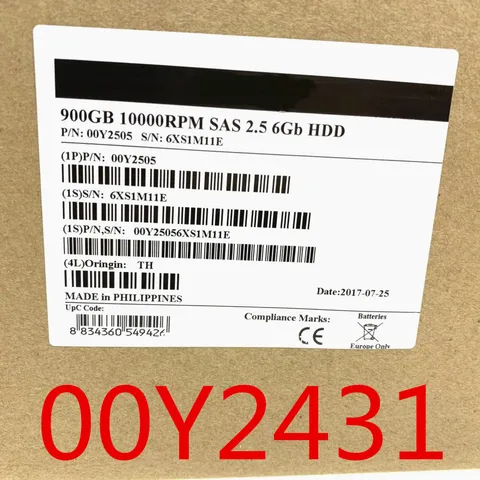 900GB 10000RPM SAS 2.5 6Gb HDD
P/N: 00Y2505 S/N: 6XS1M11E
(1P)P/N: 00Y2505
(1S)S/N: 6XS1M11E
(1S)P/N,S/N: 00Y25056XS1M11E
(4L)Oringin: TH
Date:2017-07-25
MADE in PHILIPPINES
UpC Code:
Compliance Marks:
Batteries
CE
Europe Only
8 834360 549426
00Y2431